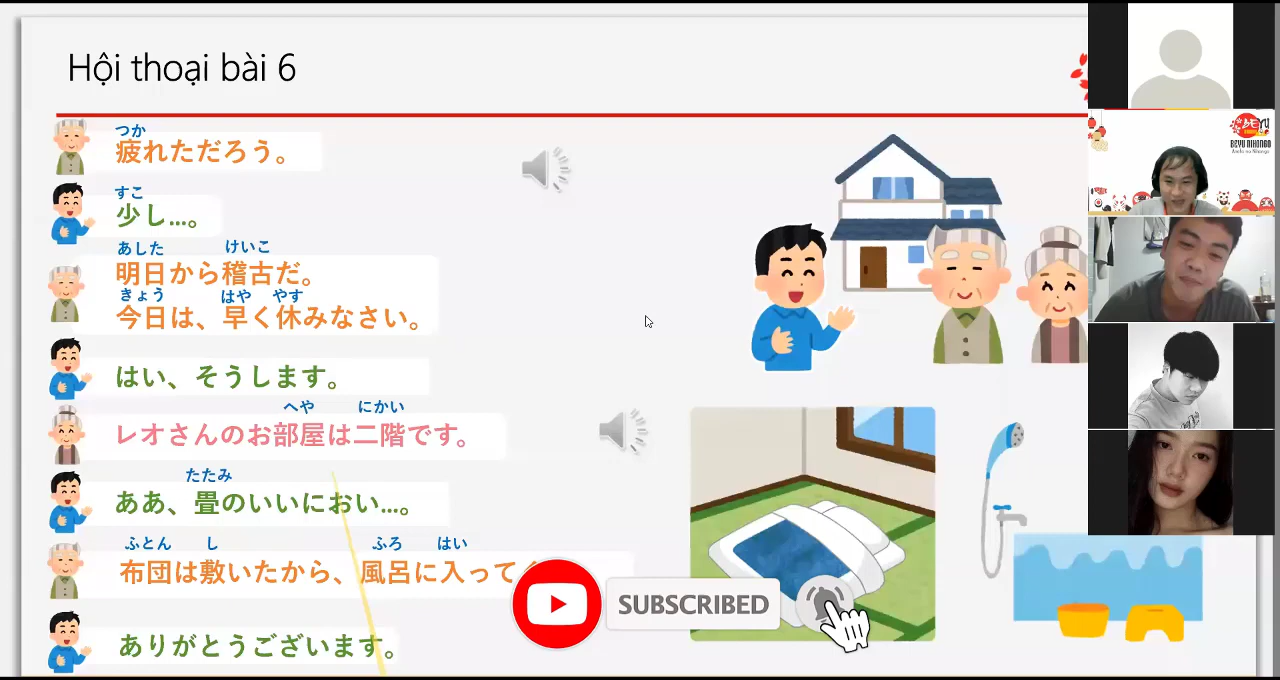 Hội thoại bài 6
つか
疲れただろう。
すこ
少し…。
あした けいこ
明日から稽古だ。
きょう はや やす
今日は、早く休みなさい。
はい、そうします。
へや にかい
レオさんのお部屋は二階です。
たたみ
ああ、畳のいいにおい…。
ふとん し ふろ はい
布団は敷いたから、風呂に入って
ありがとうございます。
SUBSCRIBED
BEYU
BEYU NIHONGO